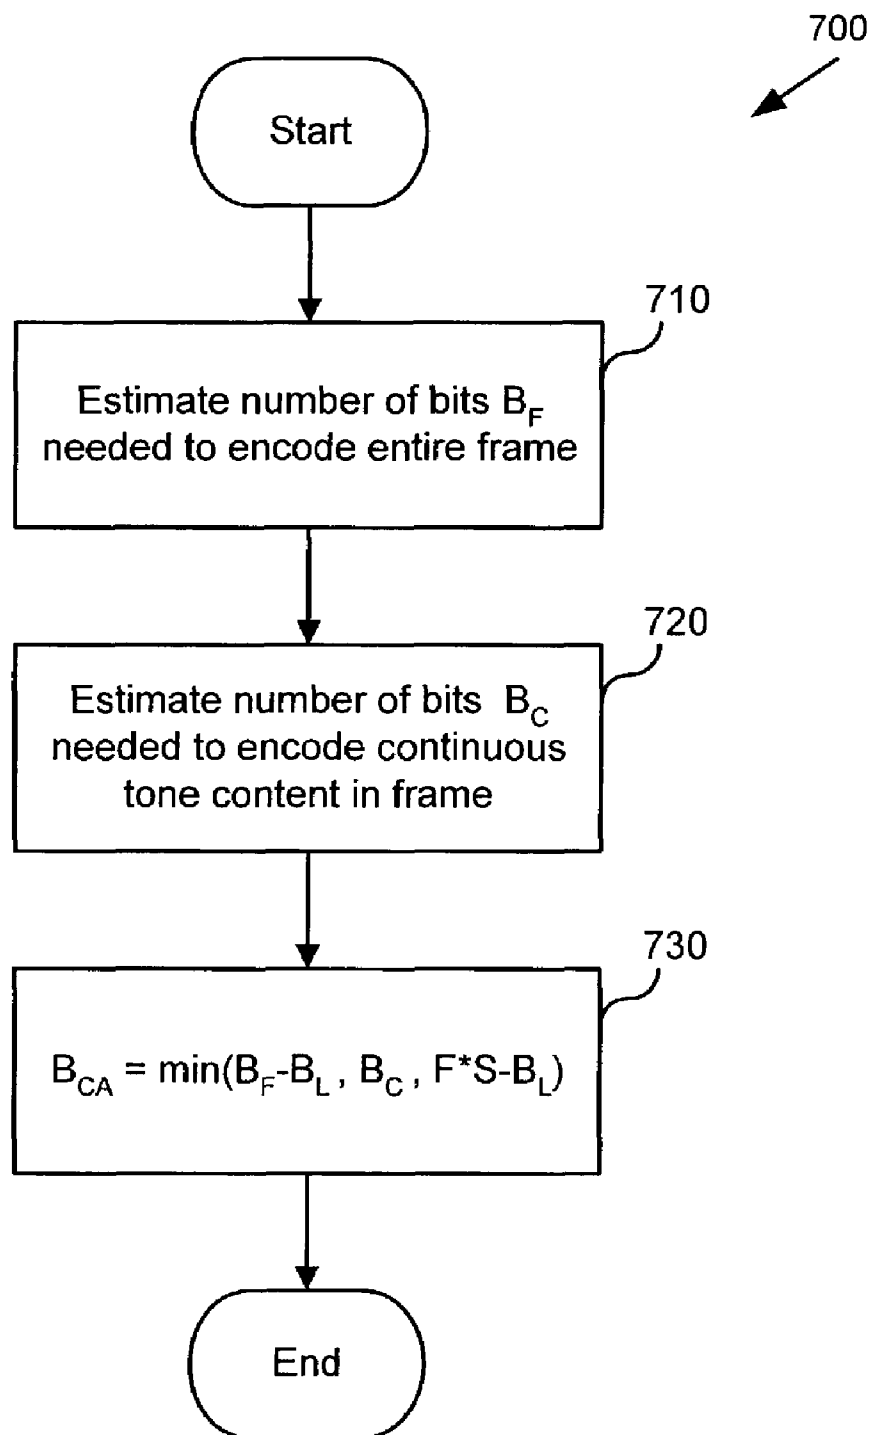 700
Start
710
Estimate number of bits B_F
needed to encode entire frame
720
Estimate number of bits B_C
needed to encode continuous
tone content in frame
730
B_CA = min(B_F-B_L , B_C , F*S-B_L)
End